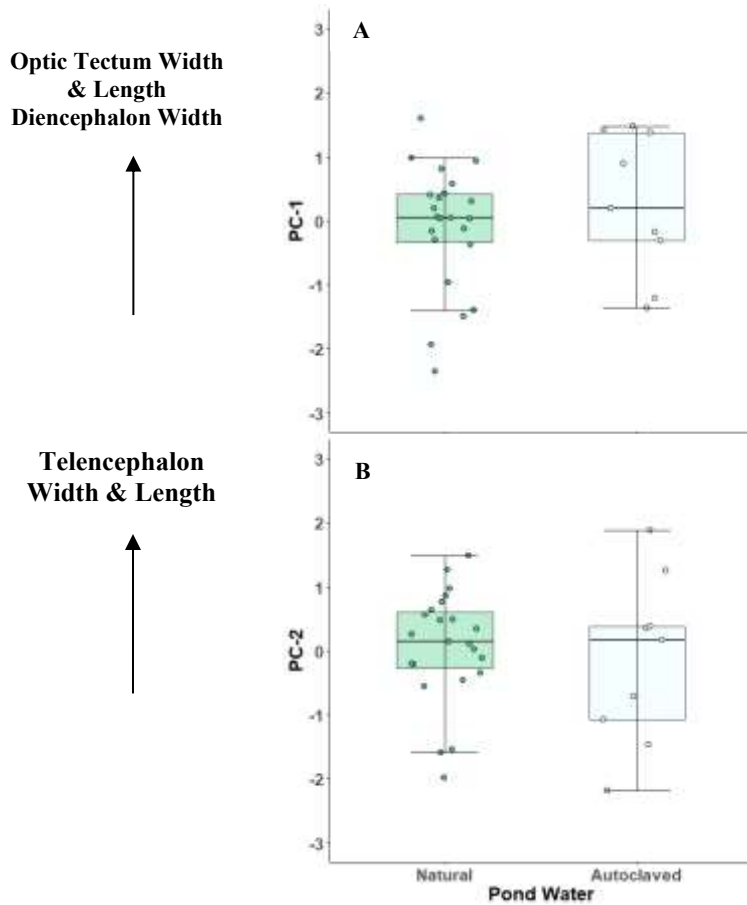 A
Optic Tectum Width
& Length
Diencephalon Width
3
2
1
0
-1
-2
-3
PC-1
B
Telencephalon
Width & Length
3
2
1
0
-1
-2
-3
PC-2
Natural Autoclaved
Pond Water